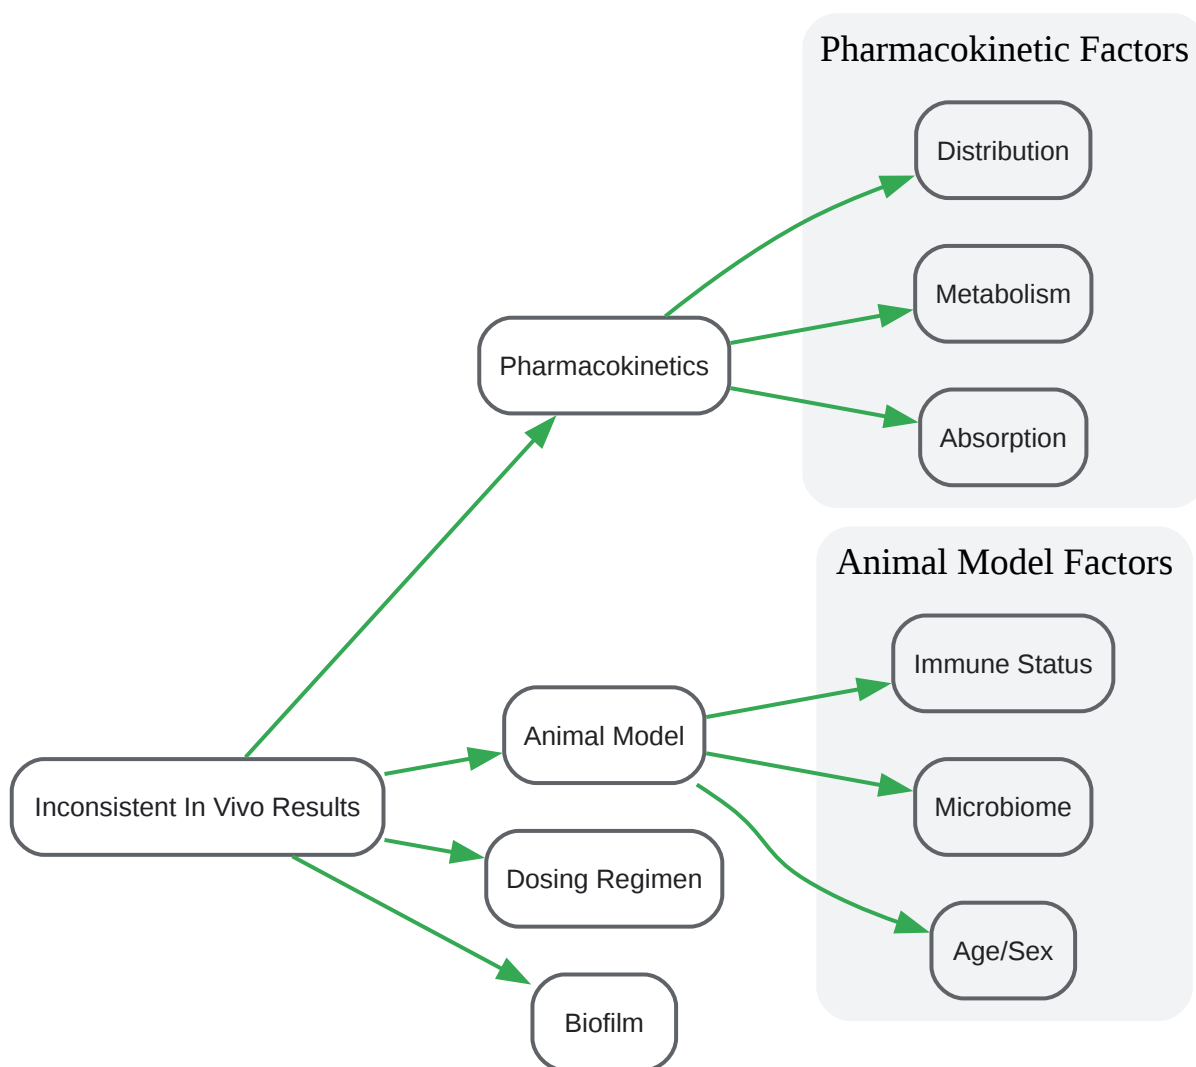 Pharmacokinetic Factors
Distribution
Metabolism
Pharmacokinetics
Absorption
Animal Model Factors
Immune Status
Animal Model
Inconsistent In Vivo Results
Microbiome
Dosing Regimen
Age/Sex
Biofilm